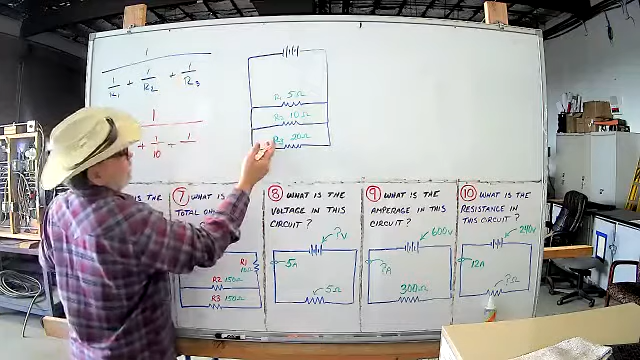 1
1/R1 + 1/R2 + 1/R3
1
+ 1/10 + 1/
R1 5Ω
R2 10Ω
R3 20Ω
IS THE
⑦ WHAT IS
TOTAL
R1
10Ω
R2 150Ω
R3 150Ω
⑧ WHAT IS THE
VOLTAGE IN THIS
CIRCUIT?
?V
5A
5Ω
⑨ WHAT IS THE
AMPERAGE IN THIS
CIRCUIT?
600V
?A
300Ω
⑩ WHAT IS THE
RESISTANCE IN THIS
CIRCUIT?
240V
12A
?Ω